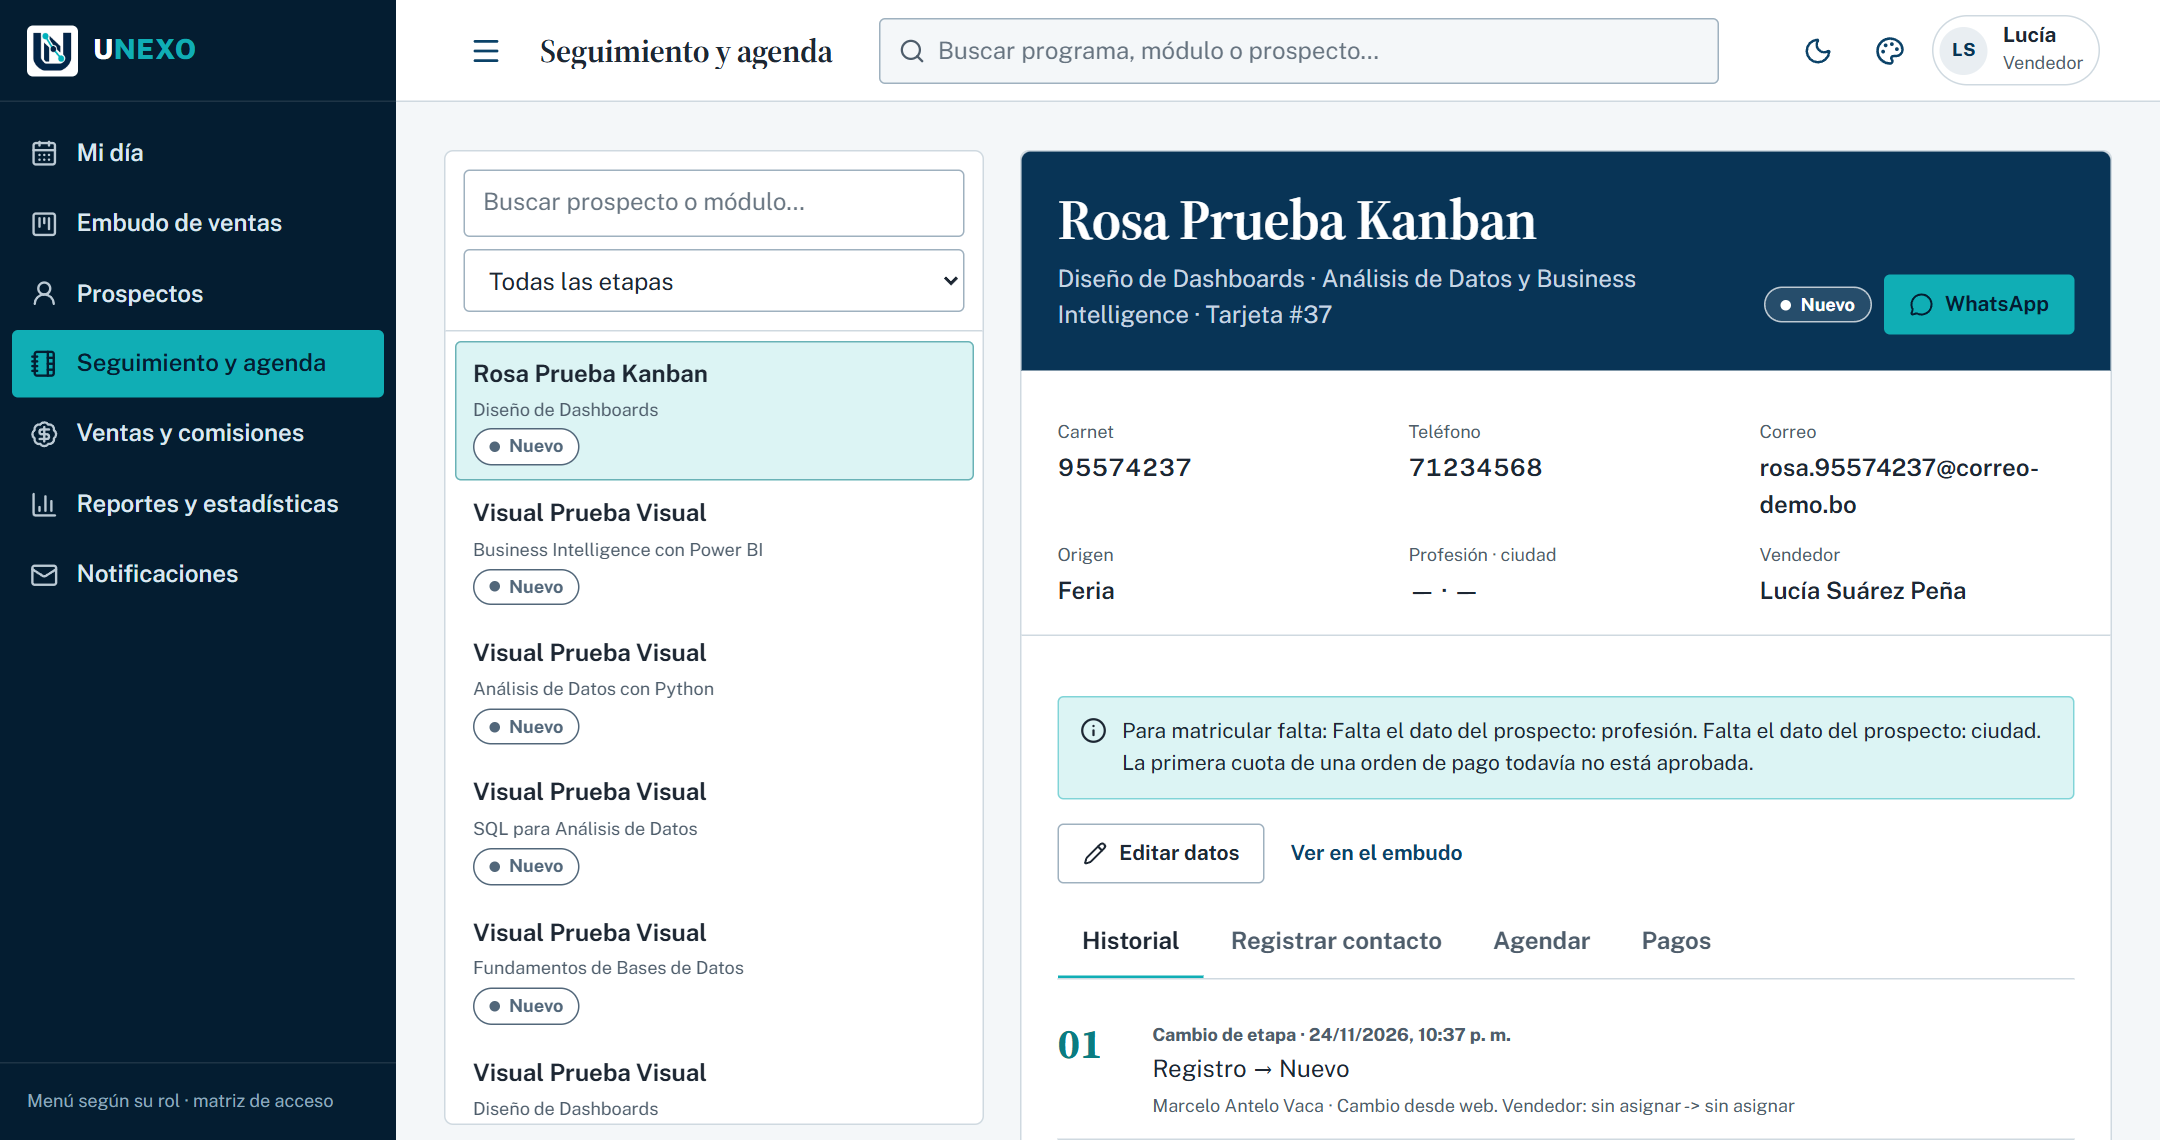 UNEXO
Mi día
Embudo de ventas
Prospectos
Seguimiento y agenda
Ventas y comisiones
Reportes y estadísticas
Notificaciones
Menú según su rol · matriz de acceso
Seguimiento y agenda
Buscar programa, módulo o prospecto...
LS
Lucía
Vendedor
Buscar prospecto o módulo...
Todas las etapas
Rosa Prueba Kanban
Diseño de Dashboards
Nuevo
Visual Prueba Visual
Business Intelligence con Power BI
Nuevo
Visual Prueba Visual
Análisis de Datos con Python
Nuevo
Visual Prueba Visual
SQL para Análisis de Datos
Nuevo
Visual Prueba Visual
Fundamentos de Bases de Datos
Nuevo
Visual Prueba Visual
Diseño de Dashboards
Rosa Prueba Kanban
Diseño de Dashboards · Análisis de Datos y Business
Intelligence · Tarjeta #37
Nuevo
WhatsApp
Carnet
95574237
Teléfono
71234568
Correo
rosa.95574237@correo-
demo.bo
Origen
Feria
Profesión · ciudad
— · —
Vendedor
Lucía Suárez Peña
Para matricular falta: Falta el dato del prospecto: profesión. Falta el dato del prospecto: ciudad.
La primera cuota de una orden de pago todavía no está aprobada.
Editar datos
Ver en el embudo
Historial
Registrar contacto
Agendar
Pagos
01
Cambio de etapa · 24/11/2026, 10:37 p. m.
Registro → Nuevo
Marcelo Antelo Vaca · Cambio desde web. Vendedor: sin asignar -> sin asignar